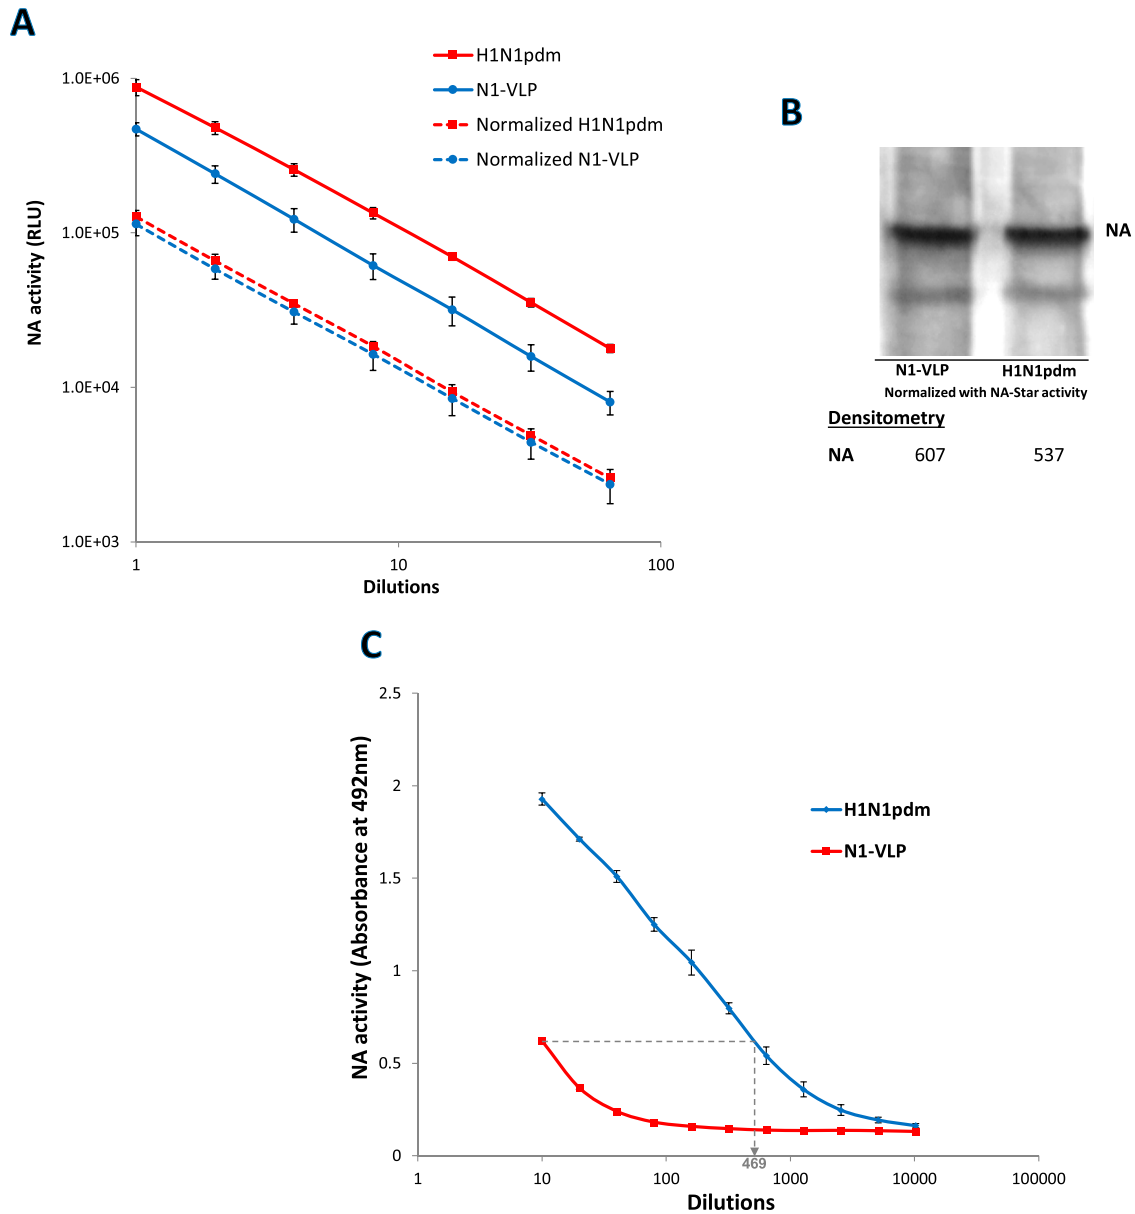 A
H1N1pdm
N1-VLP
Normalized H1N1pdm
Normalized N1-VLP
1.0E+06
1.0E+05
1.0E+04
1.0E+03
NA activity (RLU)
1
10
100
Dilutions
B
NA
N1-VLP
H1N1pdm
Normalized with NA-Star activity
Densitometry
NA 607 537
C
2.5
2
1.5
1
0.5
0
NA activity (Absorbance at 492nm)
H1N1pdm
N1-VLP
469
1
10
100
1000
10000
100000
Dilutions